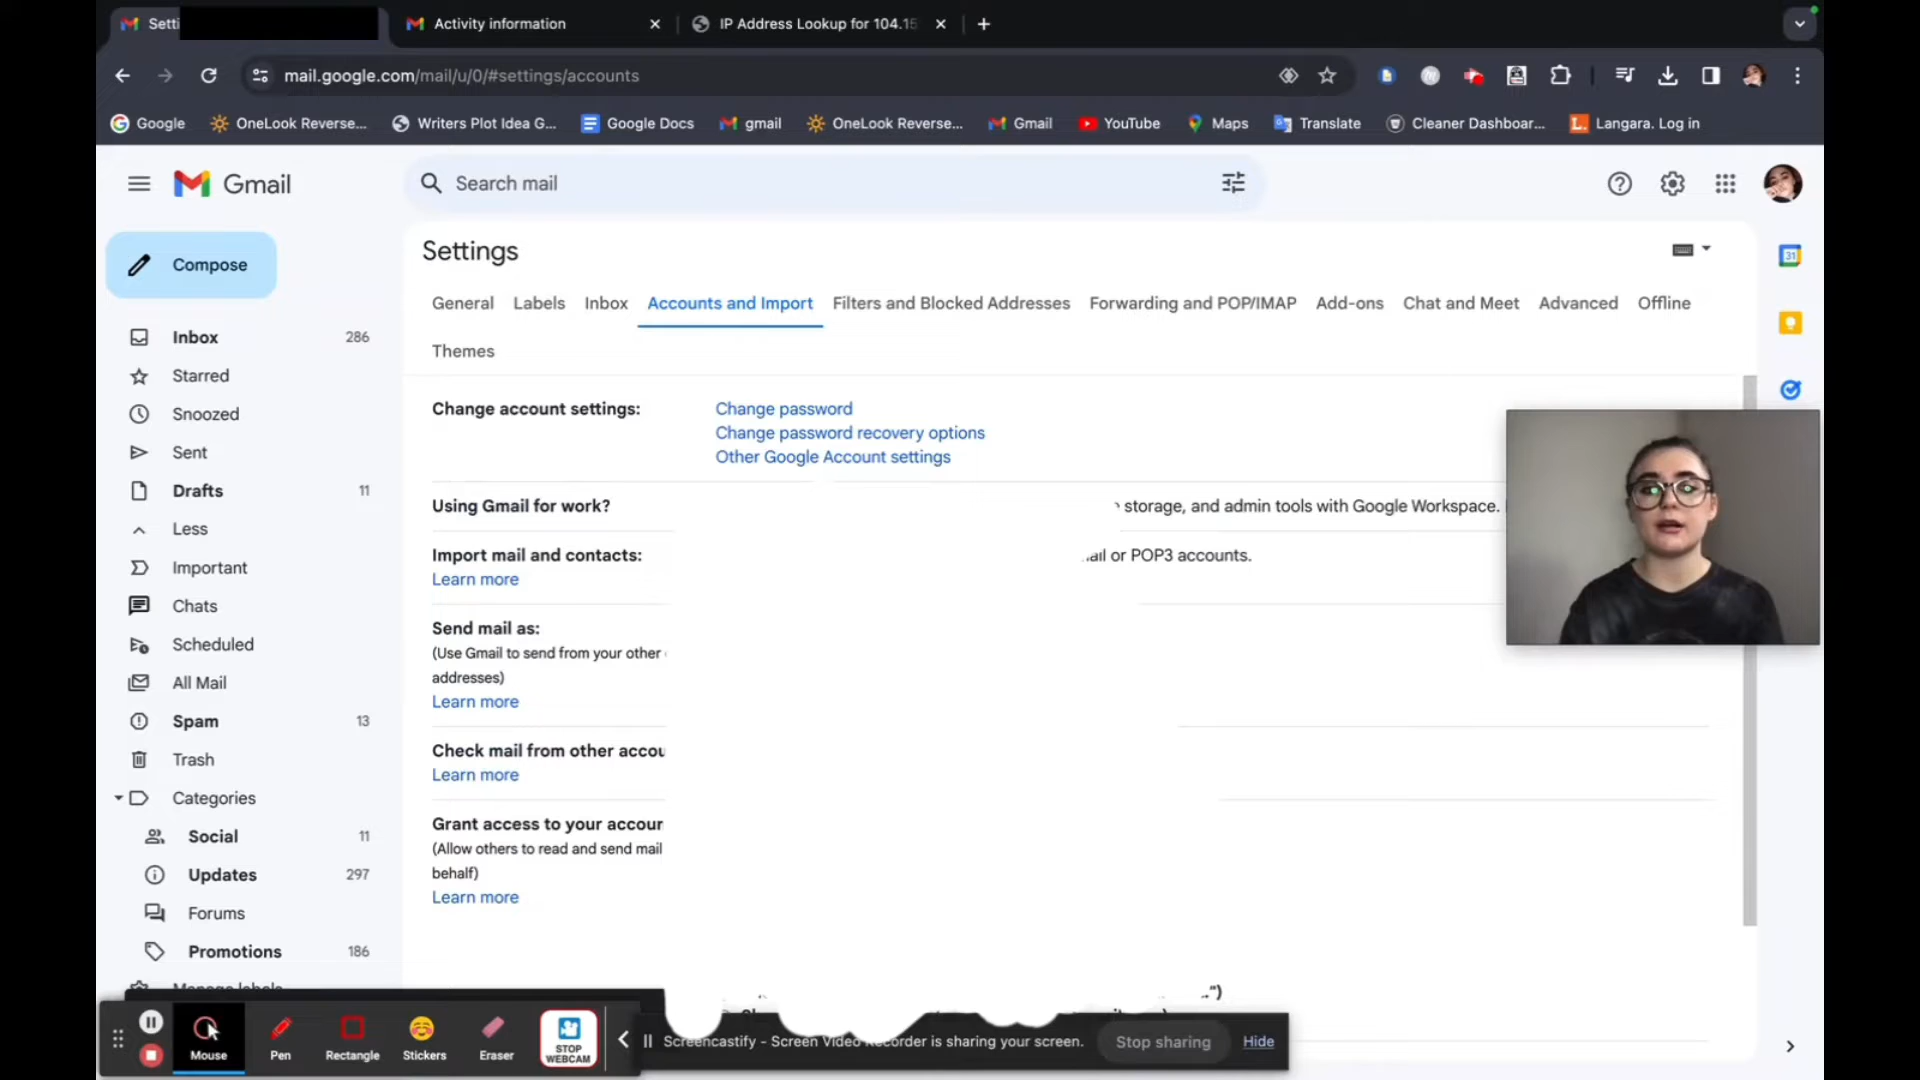 Setti
Activity information
IP Address Lookup for 104.15
mail.google.com/mail/u/0/#settings/accounts
Google
OneLook Reverse...
Writers Plot Idea G...
Google Docs
gmail
OneLook Reverse...
Gmail
YouTube
Maps
Translate
Cleaner Dashboar...
L.
Langara. Log in
Gmail
Search mail
Compose
Settings
31
General
Labels
Inbox
Accounts and Import
Filters and Blocked Addresses
Forwarding and POP/IMAP
Add-ons
Chat and Meet
Advanced
Offline
Themes
Inbox 286
Starred
Snoozed
Sent
Drafts 11
Less
Important
Chats
Scheduled
All Mail
Spam 13
Trash
Categories
Social 11
Updates 297
Forums
Promotions 186
Manage labels
Change account settings:
Change password
Change password recovery options
Other Google Account settings
Using Gmail for work?
storage, and admin tools with Google Workspace.
Import mail and contacts:
ail or POP3 accounts.
Learn more
Send mail as:
(Use Gmail to send from your other
addresses)
Learn more
Check mail from other accou
Learn more
Grant access to your accour
(Allow others to read and send mail
behalf)
Learn more
Mouse
Pen
Rectangle
Stickers
Eraser
STOP
WEBCAM
Screencastify - Screen Video Recorder is sharing your screen.
Stop sharing
Hide